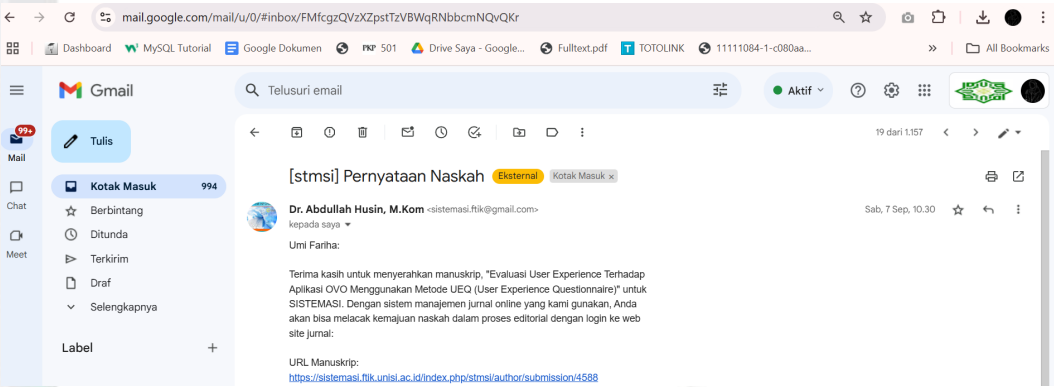 mail.google.com/mail/u/0/#inbox/FMfcgzQVzXZpstTzVBWqRNbbcmNQvQKr
Dashboard
MySQL Tutorial
Google Dokumen
PKP 501
Drive Saya - Google...
Fulltext.pdf
T TOTOLINK
11111084-1-c080aa...
»
All Bookmarks
Gmail
Telusuri email
Aktif
99+
Mail
Chat
Meet
Tulis
Kotak Masuk 994
Berbintang
Ditunda
Terkirim
Draf
Selengkapnya
Label +
19 dari 1.157
[stmsi] Pernyataan Naskah Eksternal Kotak Masuk ×
Dr. Abdullah Husin, M.Kom <sistemasi.ftik@gmail.com> Sab, 7 Sep, 10.30
kepada saya
Umi Fariha:
Terima kasih untuk menyerahkan manuskrip, "Evaluasi User Experience Terhadap
Aplikasi OVO Menggunakan Metode UEQ (User Experience Questionnaire)" untuk
SISTEMASI. Dengan sistem manajemen jurnal online yang kami gunakan, Anda
akan bisa melacak kemajuan naskah dalam proses editorial dengan login ke web
site jurnal:
URL Manuskrip:
https://sistemasi.ftik.unisi.ac.id/index.php/stmsi/author/submission/4588